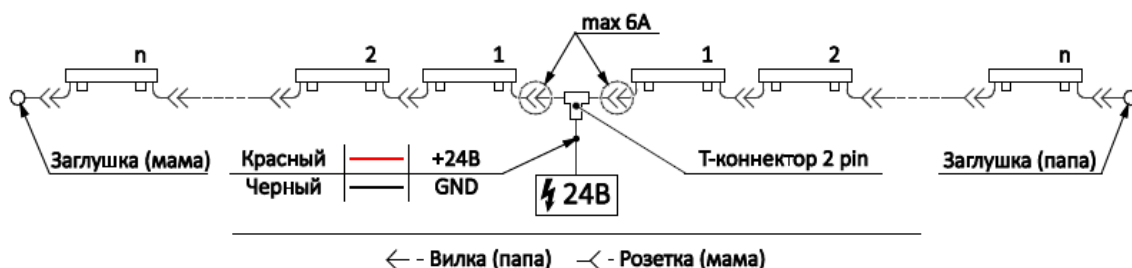 max 6А
n 2 1 1 2 n
Заглушка (мама) Красный +24В Т-коннектор 2 pin Заглушка (папа)
Черный GND
24В
- Вилка (папа) - Розетка (мама)